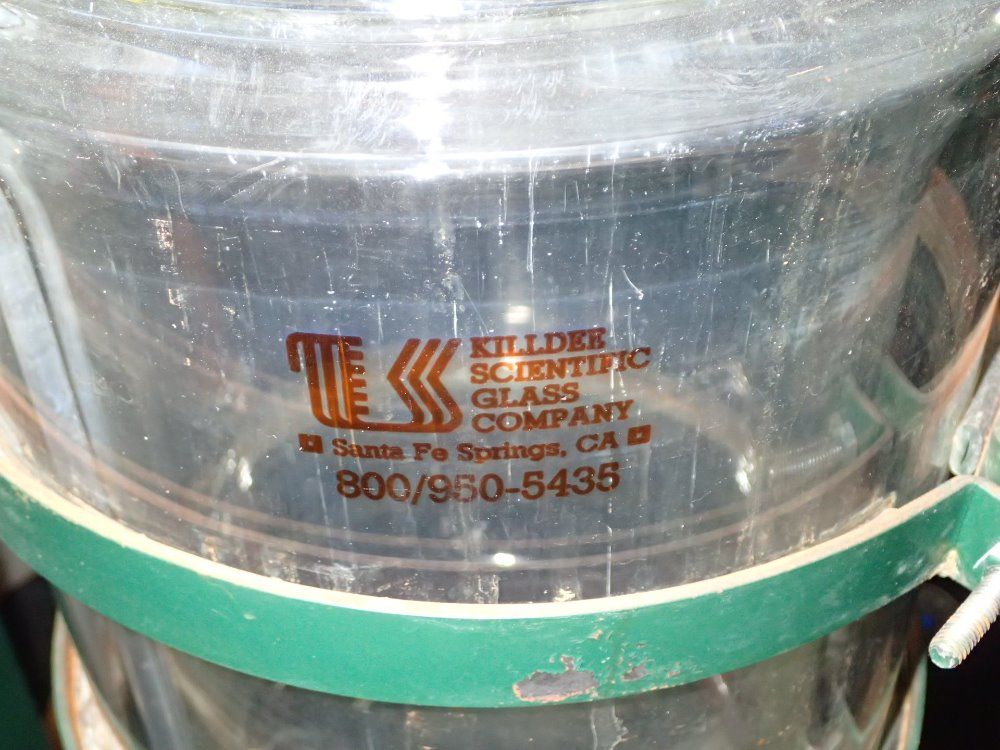 KILLDEE
SCIENTIFIC
GLASS
COMPANY
Santa Fe Springs, CA
800/950-5435